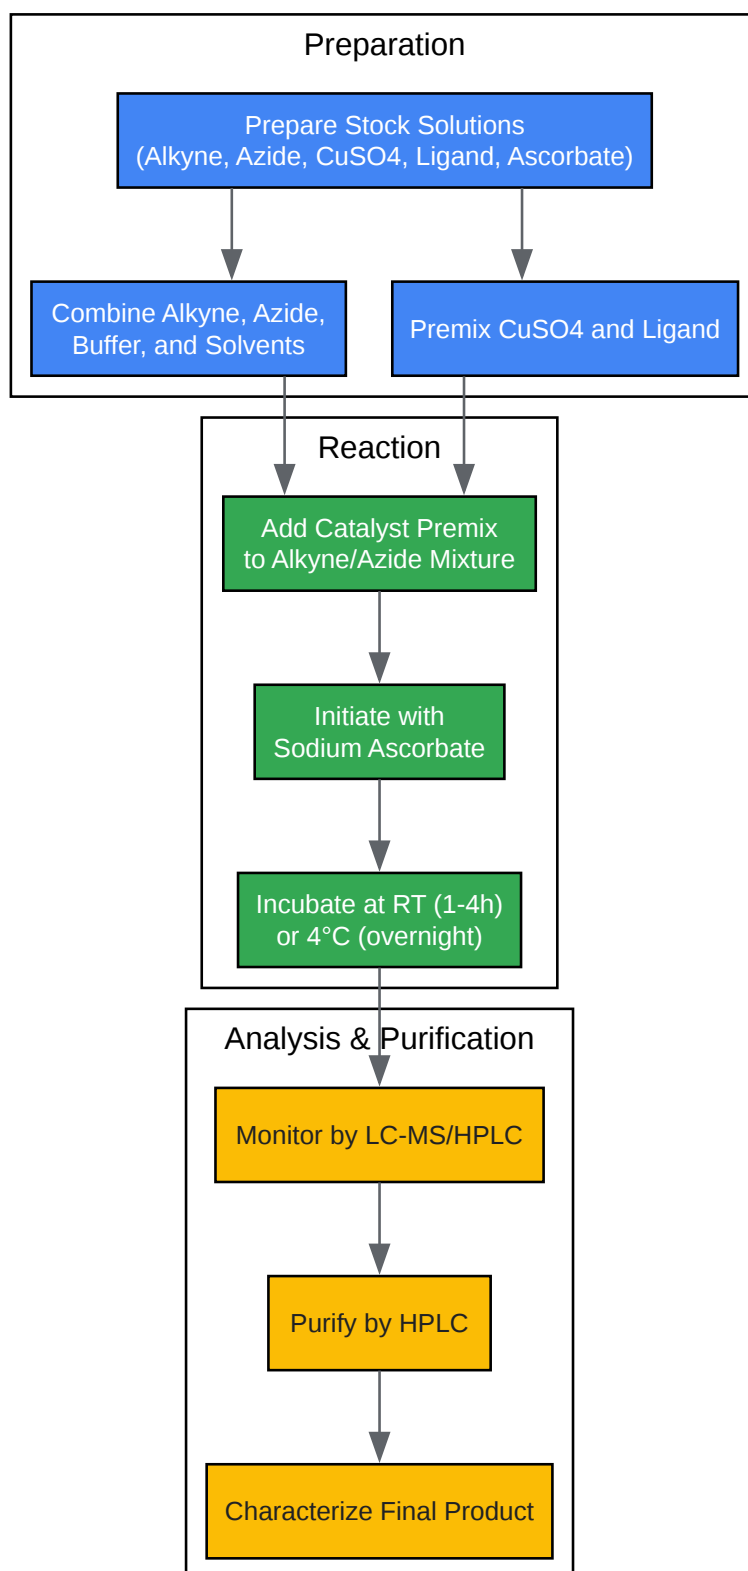 Preparation
Prepare Stock Solutions
(Alkyne, Azide, CuSO4, Ligand, Ascorbate)
Combine Alkyne, Azide,
Buffer, and Solvents
Premix CuSO4 and Ligand
Reaction
Add Catalyst Premix
to Alkyne/Azide Mixture
Initiate with
Sodium Ascorbate
Incubate at RT (1-4h)
or 4°C (overnight)
Analysis & Purification
Monitor by LC-MS/HPLC
Purify by HPLC
Characterize Final Product